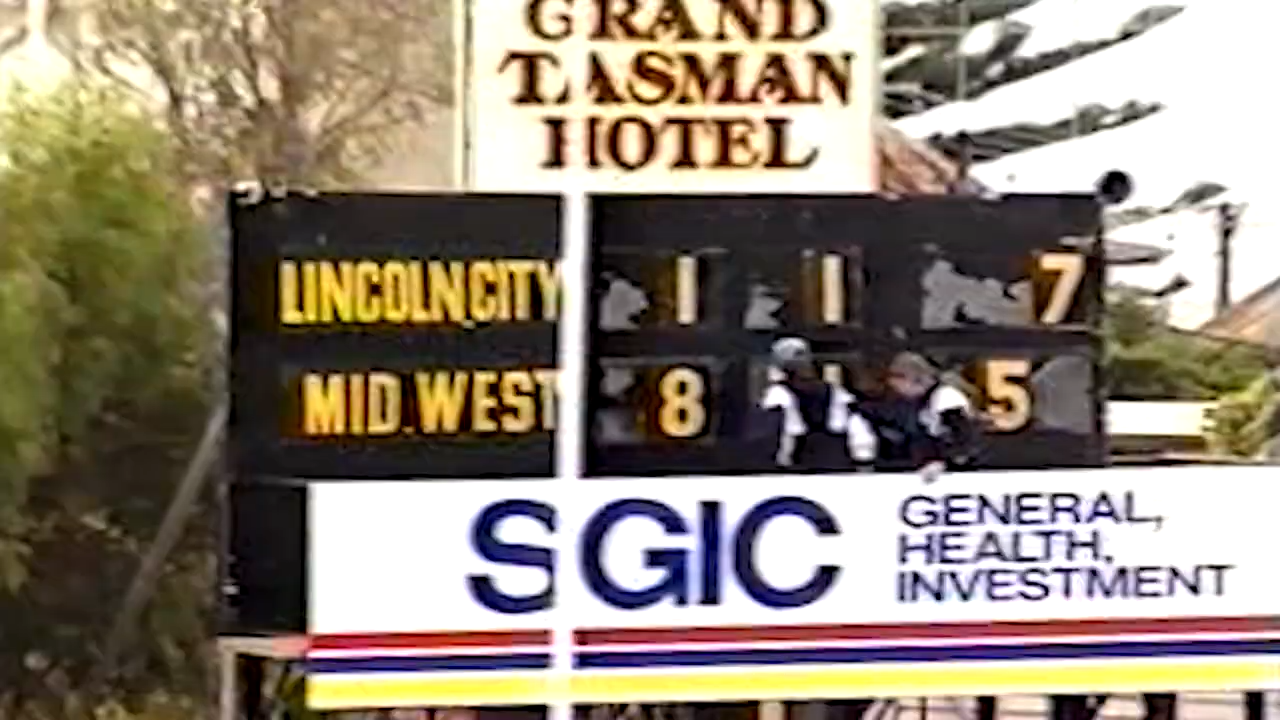 GRAND
TASMAN
HOTEL
LINCOLN CITY 1 1 7
MID.WEST 8 5
SGIC
GENERAL,
HEALTH,
INVESTMENT